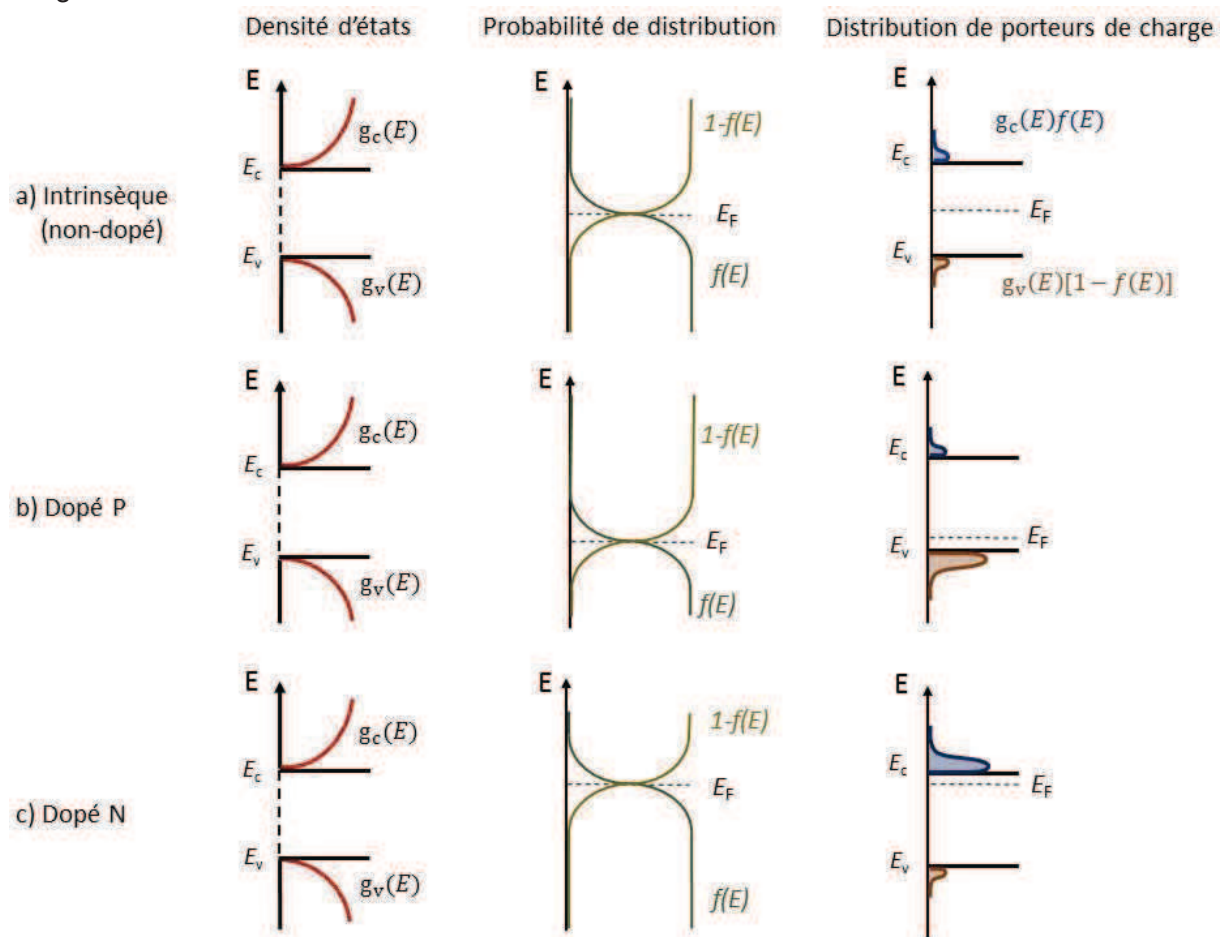 Densité d'états
Probabilité de distribution
Distribution de porteurs de charge
a) Intrinsèque
(non-dopé)
E
g_c(E)
E_c
E_v
g_v(E)
E
1-f(E)
E_F
f(E)
E
g_c(E)f(E)
E_c
E_F
E_v
g_v(E)[1 − f(E)]
b) Dopé P
E
g_c(E)
E_c
E_v
g_v(E)
E
1-f(E)
E_F
f(E)
E
E_c
E_F
E_v
c) Dopé N
E
g_c(E)
E_c
E_v
g_v(E)
E
1-f(E)
E_F
f(E)
E
E_c
E_F
E_v